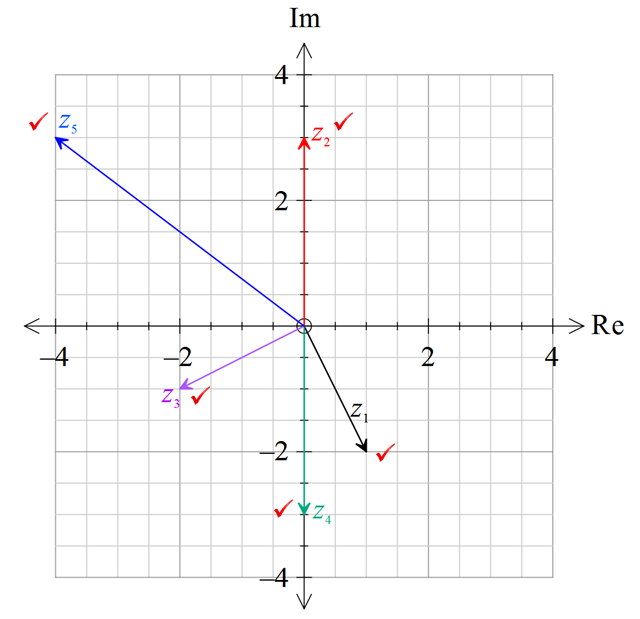 Im
4
✓ z₅
z₂ ✓
2
Re
−4 −2 2 4
z₃ ✓
z₁
−2 ✓
✓ z₄
−4